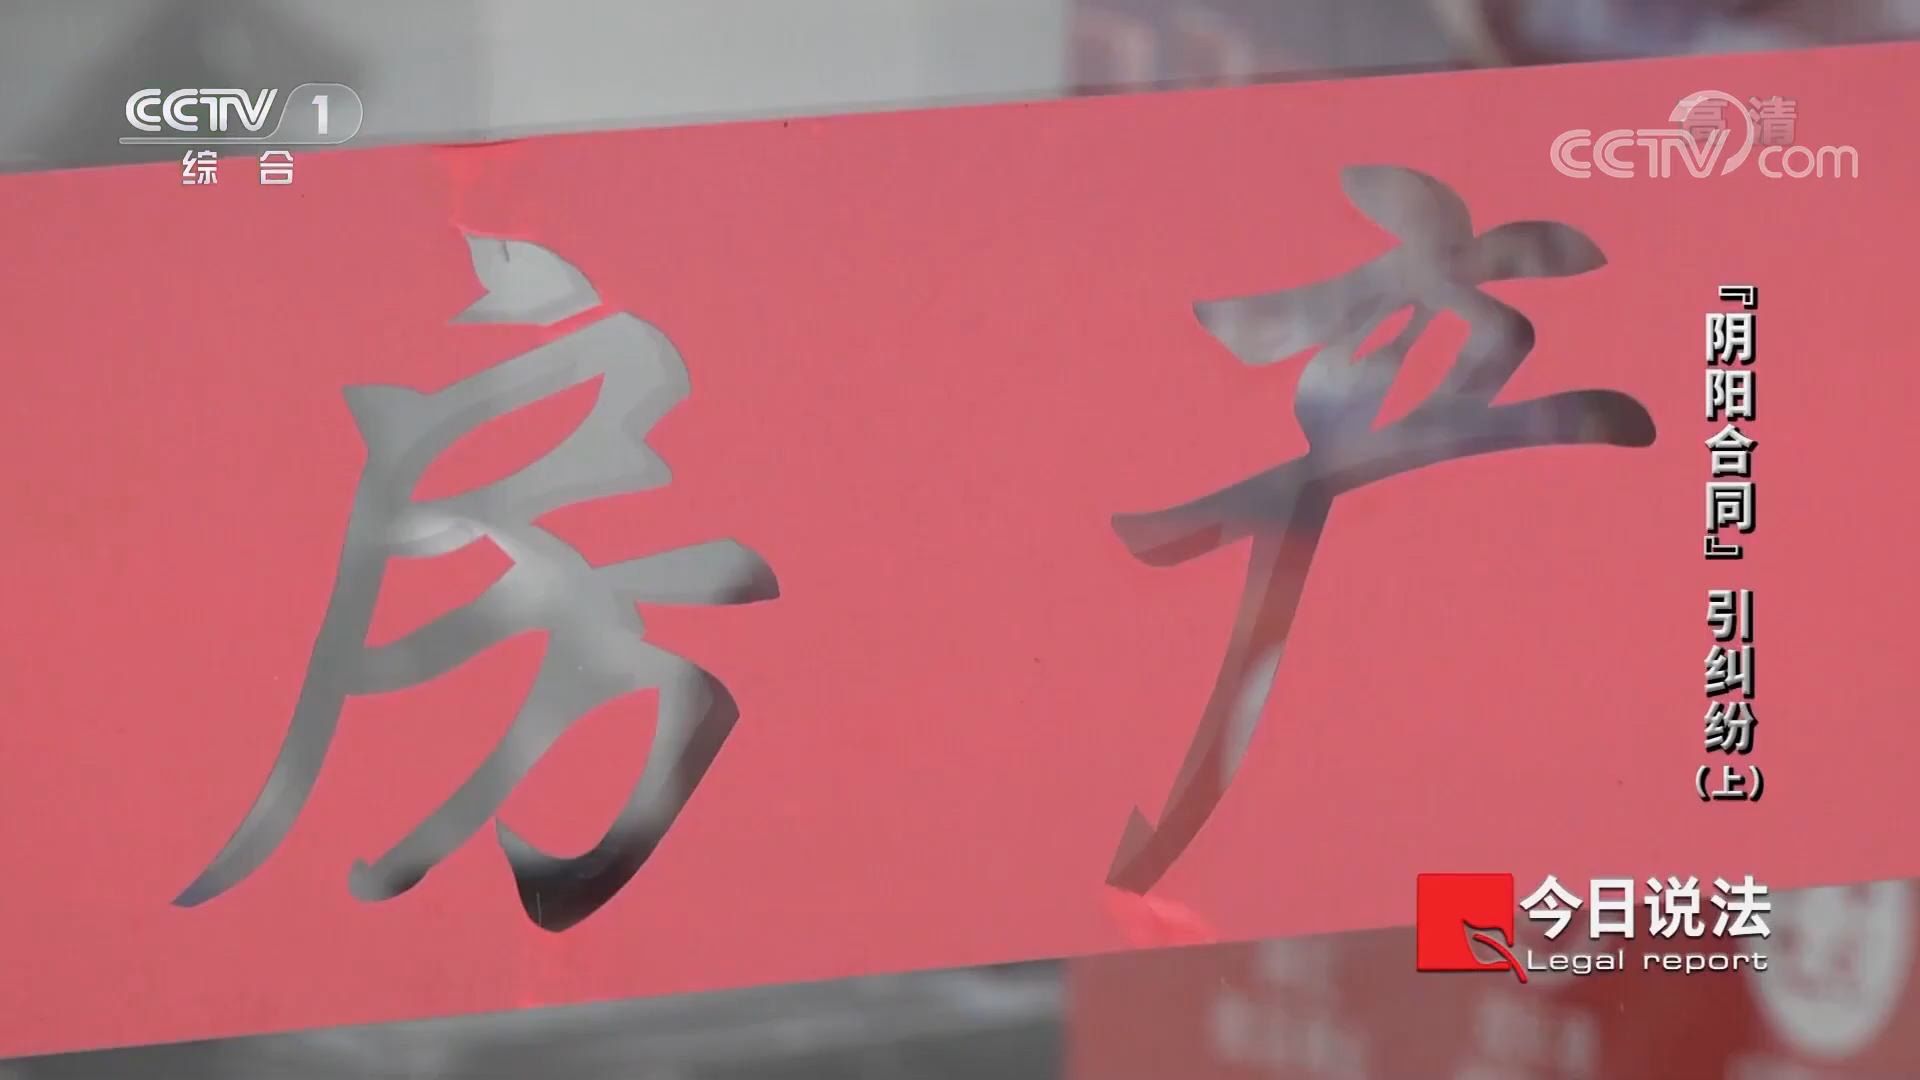 CCTV 1
综合
高清
CCTV.com
房产
『阴阳合同』引纠纷
（上）
今日说法
Legal report